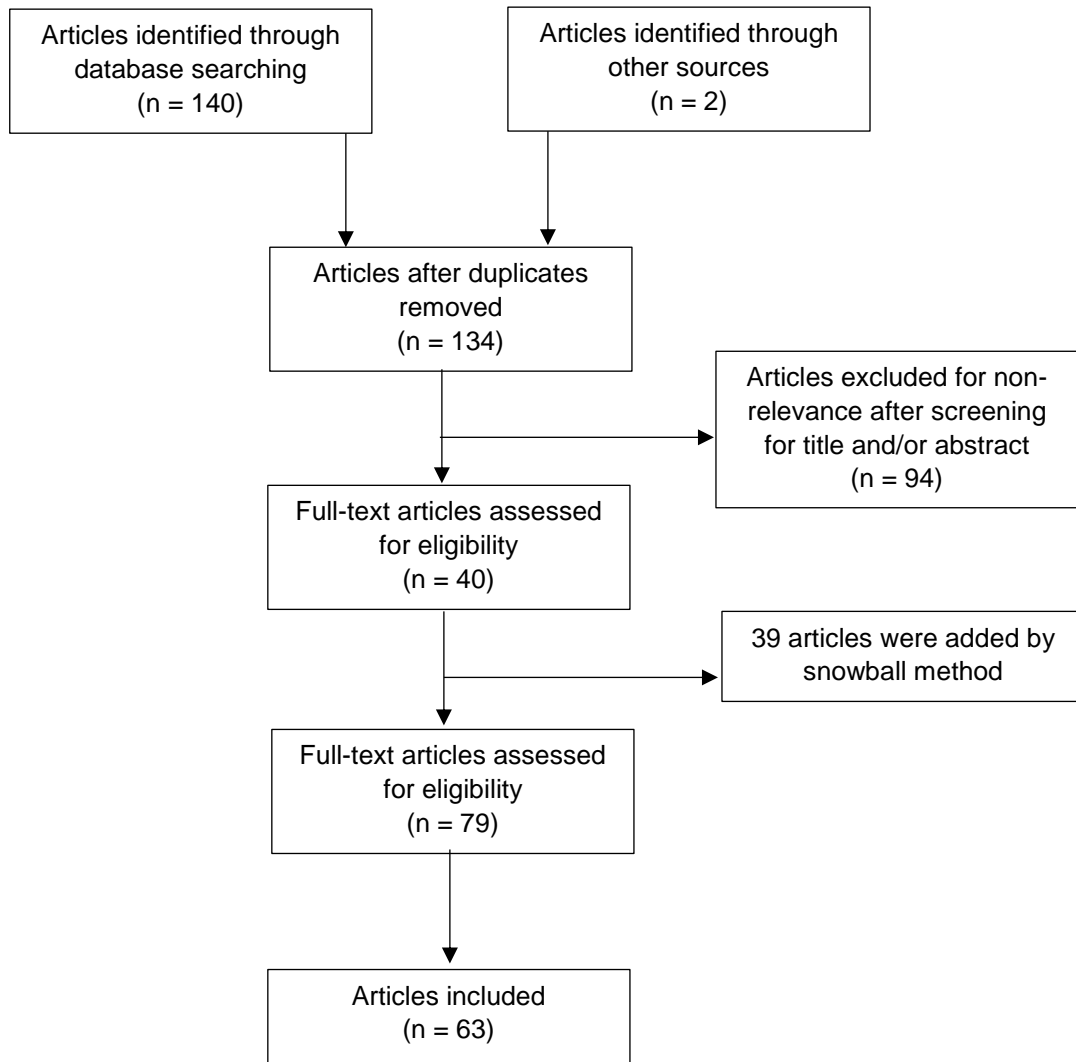 Articles identified through
database searching
(n = 140)
Articles identified through
other sources
(n = 2)
Articles after duplicates
removed
(n = 134)
Articles excluded for non-
relevance after screening
for title and/or abstract
(n = 94)
Full-text articles assessed
for eligibility
(n = 40)
39 articles were added by
snowball method
Full-text articles assessed
for eligibility
(n = 79)
Articles included
(n = 63)